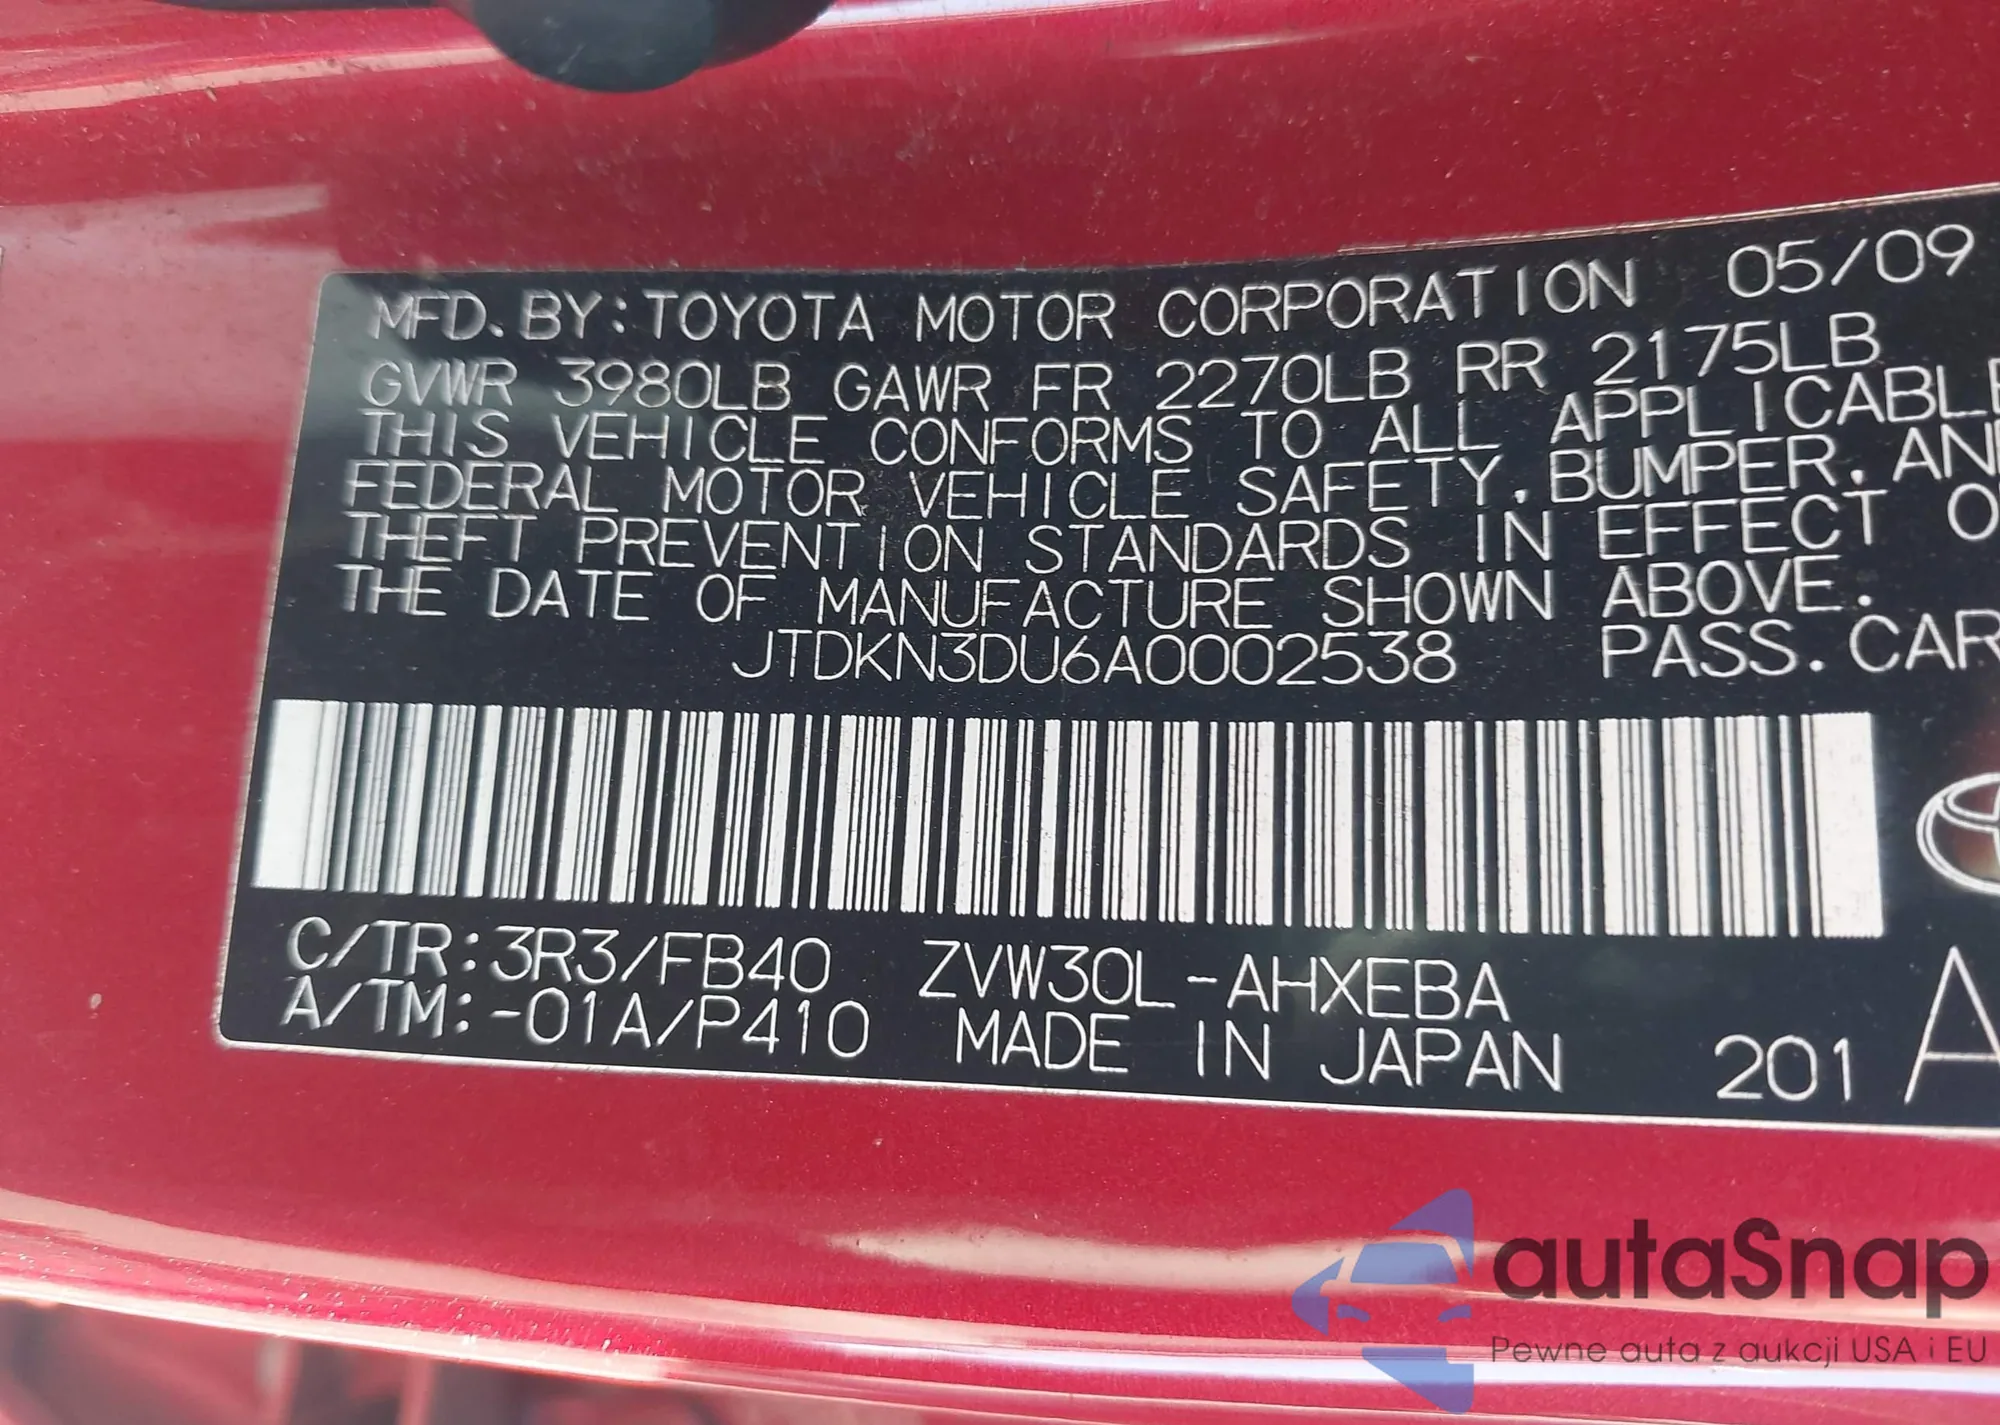 MFD. BY: TOYOTA MOTOR CORPORATION 05/09
GVWR 3980LB GAWR FR 2270LB RR 2175LB
THIS VEHICLE CONFORMS TO ALL APPLICABLE
FEDERAL MOTOR VEHICLE SAFETY, BUMPER, AN
THEFT PREVENTION STANDARDS IN EFFECT O
THE DATE OF MANUFACTURE SHOWN ABOVE.
JTDKN3DU6A0002538 PASS. CAR
C/TR: 3R3/FB40 ZVW30L-AHXEBA
A/TM: -01A/P410 MADE IN JAPAN 201 A
autaSnap
Pewne auta z aukcji USA i EU